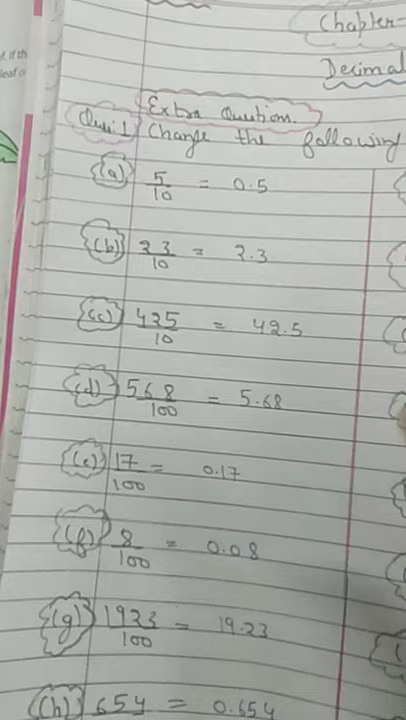 Chapter-
Decimal
Extra Question.
Ques:1 Change the following
(a) 5/10 = 0.5
(b) 23/10 = 2.3
(c) 425/10 = 42.5
(d) 568/100 = 5.68
(e) 17/100 = 0.17
(f) 8/100 = 0.08
(g) 1923/100 = 19.23
(h) 654 = 0.654